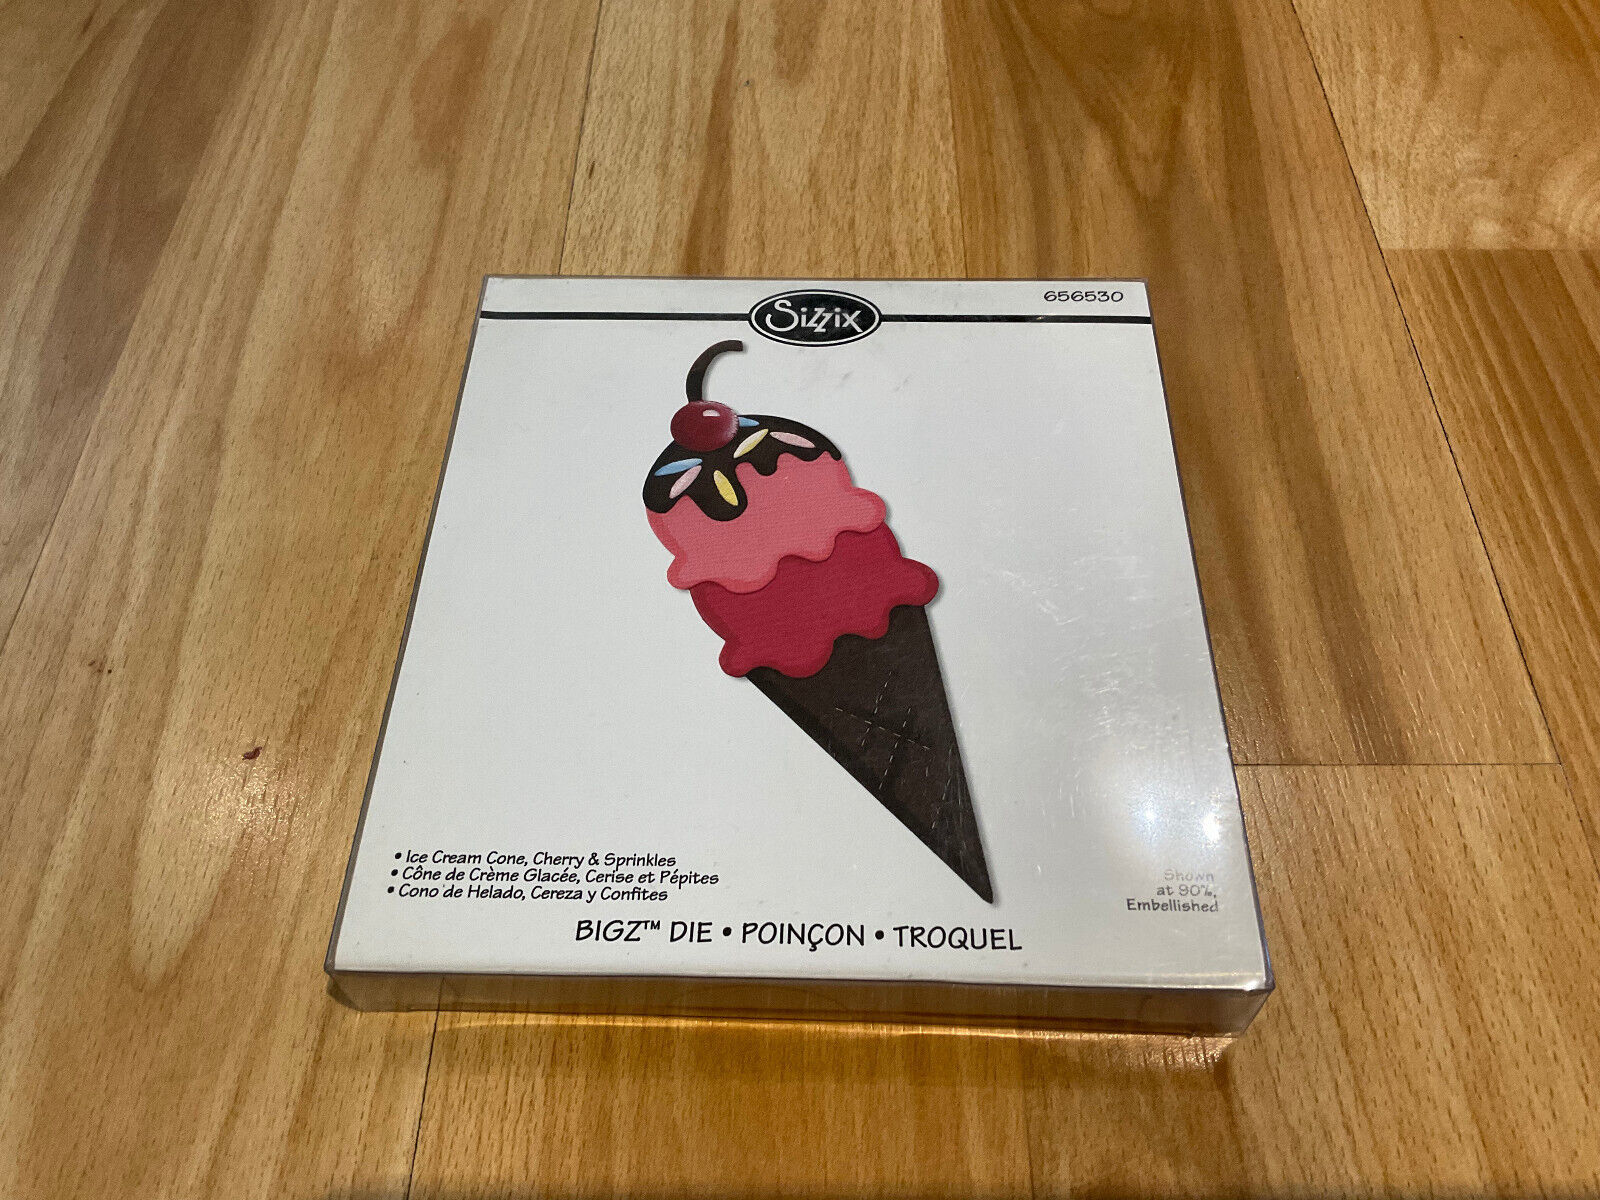 Sizzix
656530
• Ice Cream Cone, Cherry & Sprinkles
• Cône de Crème Glacée, Cerise et Pépites
• Cono de Helado, Cereza y Confites
Shown
at 90%,
Embellished
BIGZ™ DIE • POINÇON • TROQUEL